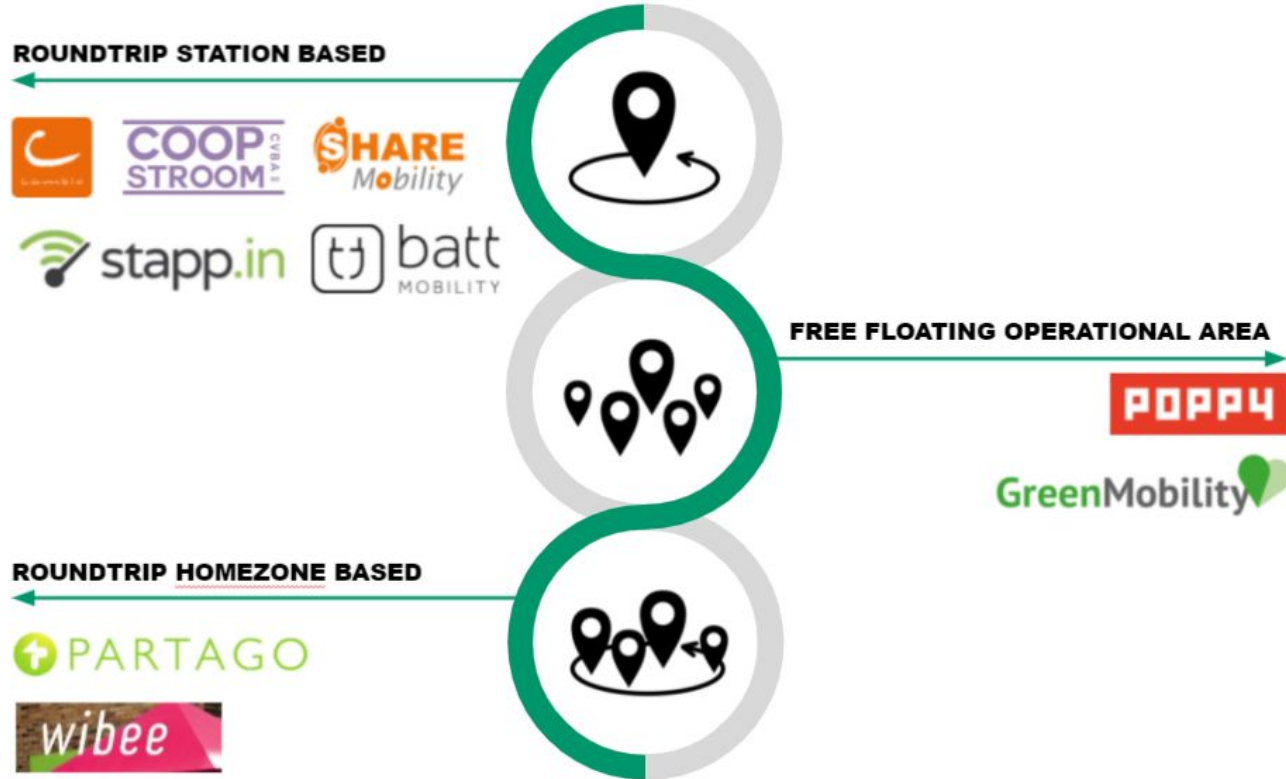 ROUNDTRIP STATION BASED
COOP
STROOM
CVBA
SHARE
Mobility
stapp.in
batt
MOBILITY
FREE FLOATING OPERATIONAL AREA
POPPY
GreenMobility
ROUNDTRIP HOMEZONE BASED
PARTAGO
wibee